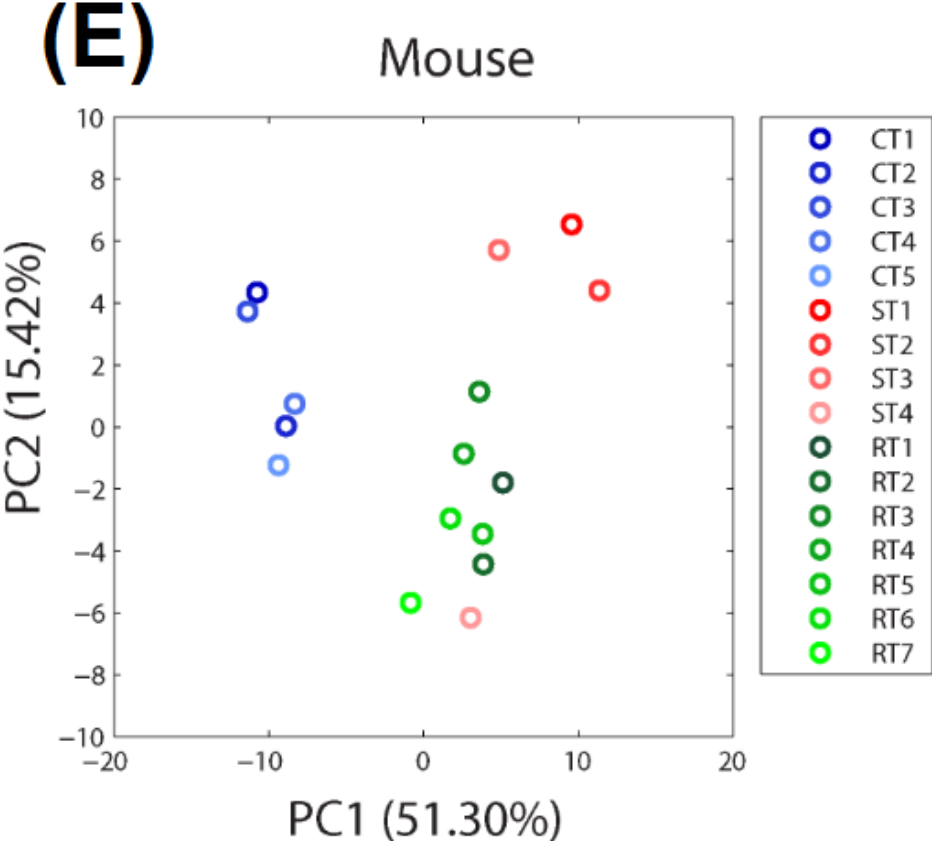 (E)
Mouse
PC2 (15.42%)
10
8
6
4
2
0
−2
−4
−6
−8
−10
−20
−10
0
10
20
PC1 (51.30%)
CT1
CT2
CT3
CT4
CT5
ST1
ST2
ST3
ST4
RT1
RT2
RT3
RT4
RT5
RT6
RT7